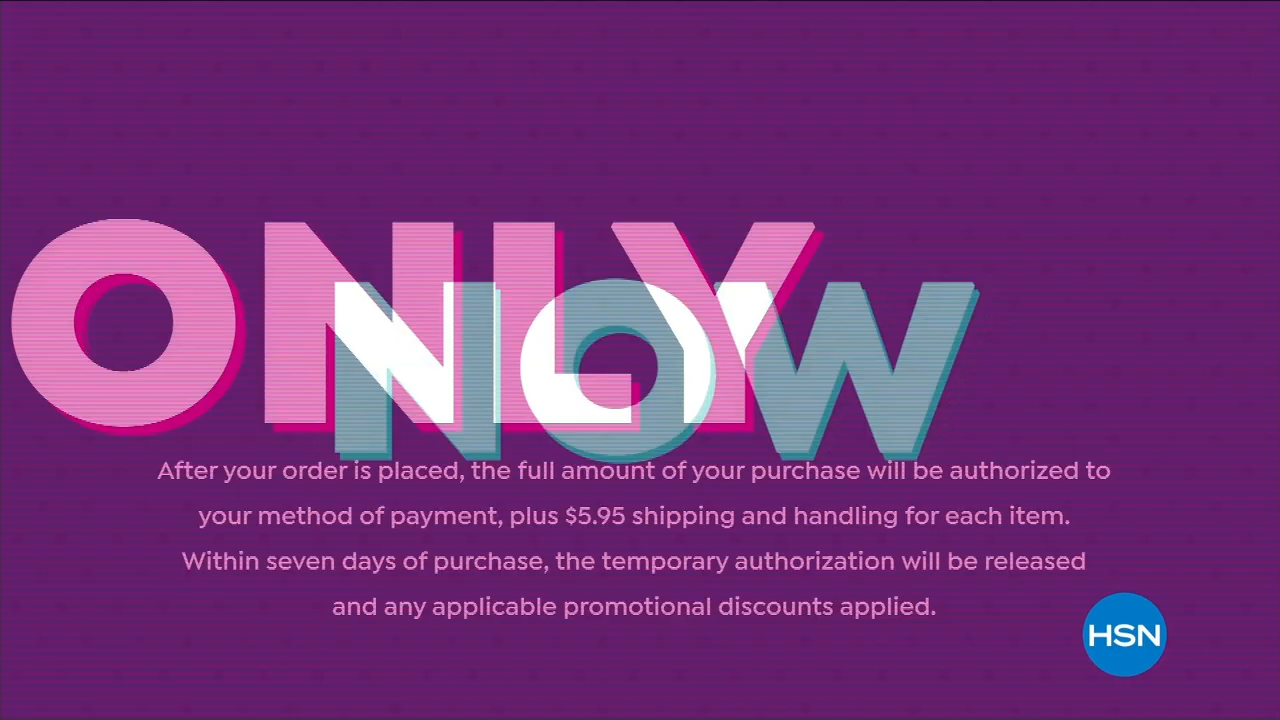 ONLY
NOW
After your order is placed, the full amount of your purchase will be authorized to
your method of payment, plus $5.95 shipping and handling for each item.
Within seven days of purchase, the temporary authorization will be released
and any applicable promotional discounts applied.
HSN